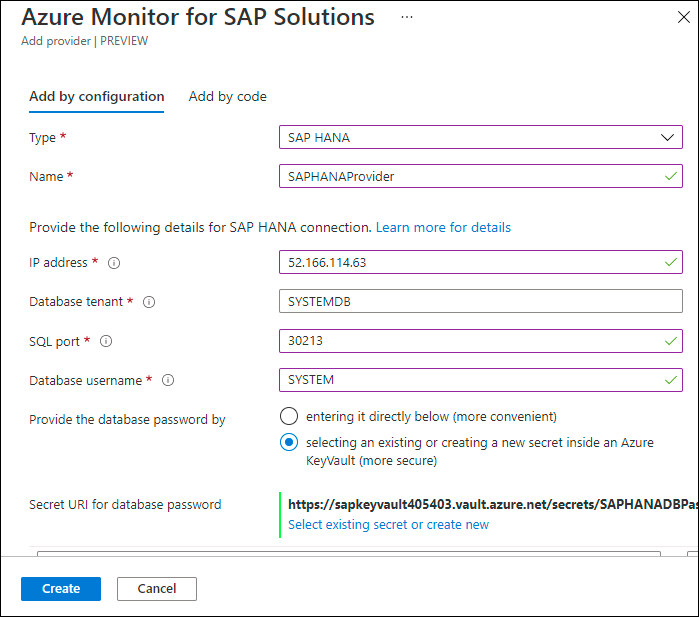 Azure Monitor for SAP Solutions ...
Add provider | PREVIEW
Add by configuration Add by code
Type * SAP HANA
Name * SAPHANAProvider
Provide the following details for SAP HANA connection. Learn more for details
IP address * 52.166.114.63
Database tenant * SYSTEMDB
SQL port * 30213
Database username * SYSTEM
Provide the database password by entering it directly below (more convenient)
selecting an existing or creating a new secret inside an Azure
KeyVault (more secure)
Secret URI for database password https://sapkeyvault405403.vault.azure.net/secrets/SAPHANADBPas
Select existing secret or create new
Create Cancel